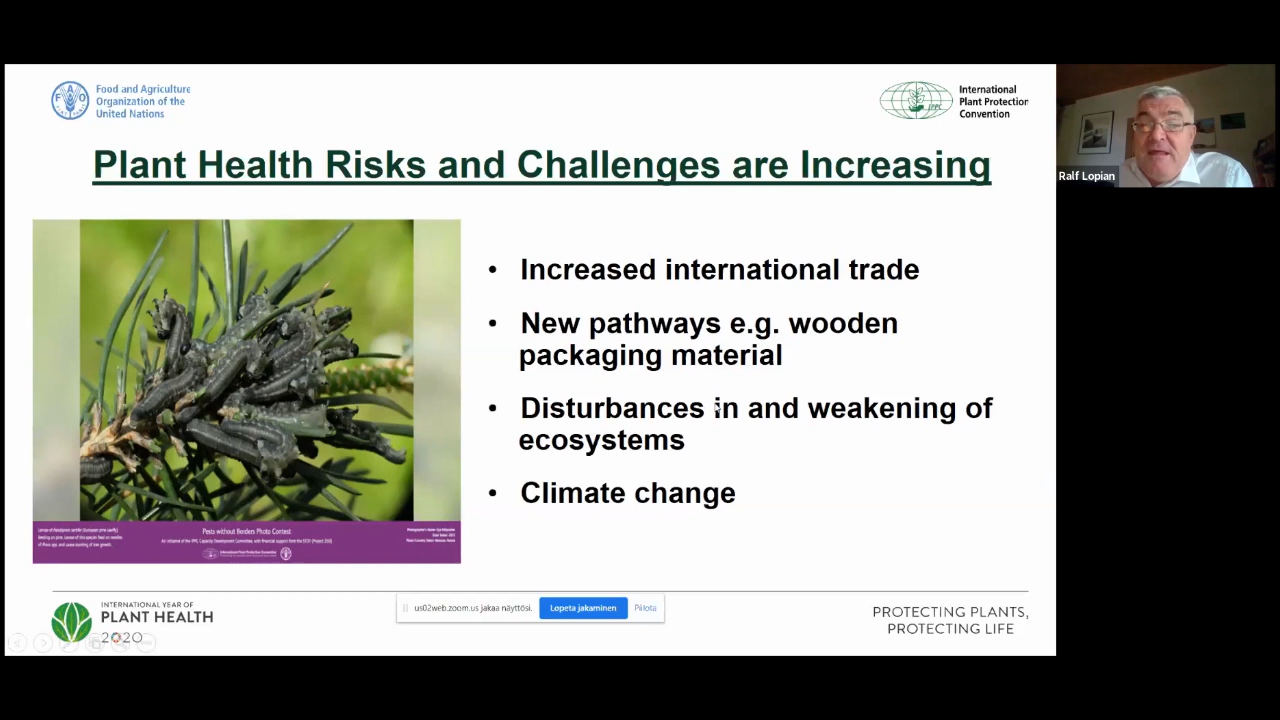 Food and Agriculture
Organization of the
United Nations
International
Plant Protection
Convention
Plant Health Risks and Challenges are Increasing
Ralf Lopian
• Increased international trade
• New pathways e.g. wooden
packaging material
• Disturbances in and weakening of
ecosystems
• Climate change
Pests without Borders Photo Contest
INTERNATIONAL YEAR OF
PLANT HEALTH
2020
us02web.zoom.us jakaa näyttösi.
Lopeta jakaminen
Piilota
PROTECTING PLANTS,
PROTECTING LIFE